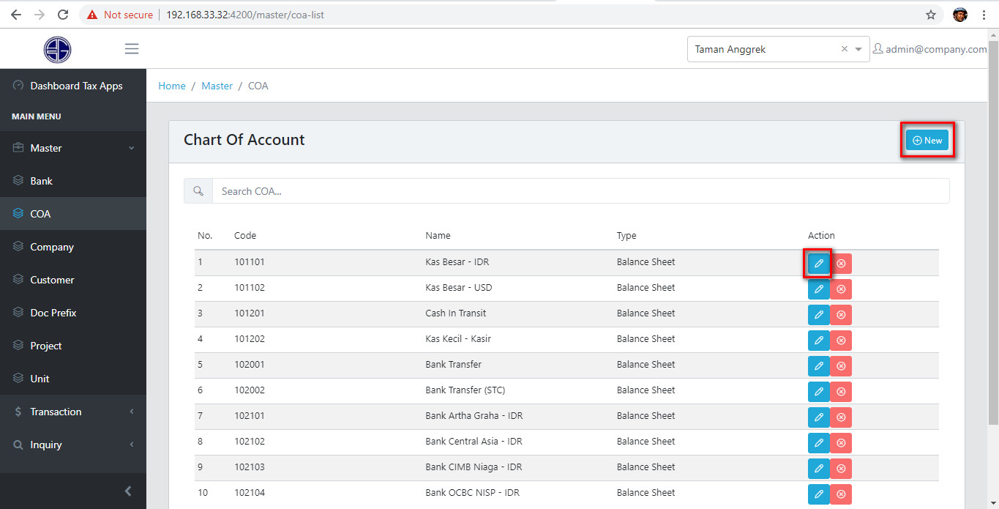 Not secure | 192.168.33.32:4200/master/coa-list
Taman Anggrek
admin@company.com
Dashboard Tax Apps
MAIN MENU
Master
Bank
COA
Company
Customer
Doc Prefix
Project
Unit
Transaction
Inquiry
Home / Master / COA
Chart Of Account
New
Search COA...
No. Code Name Type Action
1 101101 Kas Besar - IDR Balance Sheet
2 101102 Kas Besar - USD Balance Sheet
3 101201 Cash In Transit Balance Sheet
4 101202 Kas Kecil - Kasir Balance Sheet
5 102001 Bank Transfer Balance Sheet
6 102002 Bank Transfer (STC) Balance Sheet
7 102101 Bank Artha Graha - IDR Balance Sheet
8 102102 Bank Central Asia - IDR Balance Sheet
9 102103 Bank CIMB Niaga - IDR Balance Sheet
10 102104 Bank OCBC NISP - IDR Balance Sheet